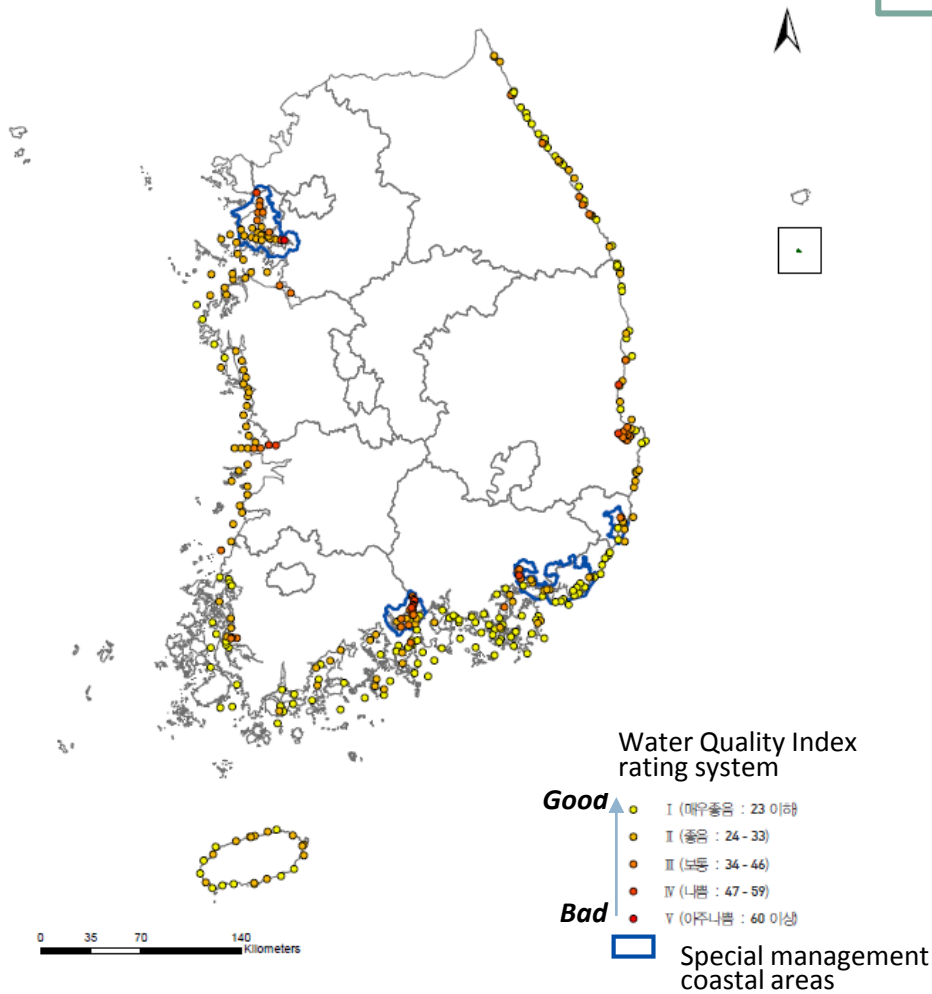 Water Quality Index
rating system
Good
I (매우좋음 : 23 이하)
II (좋음 : 24 - 33)
III (보통 : 34 - 46)
IV (나쁨 : 47 - 59)
Bad
V (아주나쁨 : 60 이상)
0 35 70 140
Kilometers
Special management
coastal areas